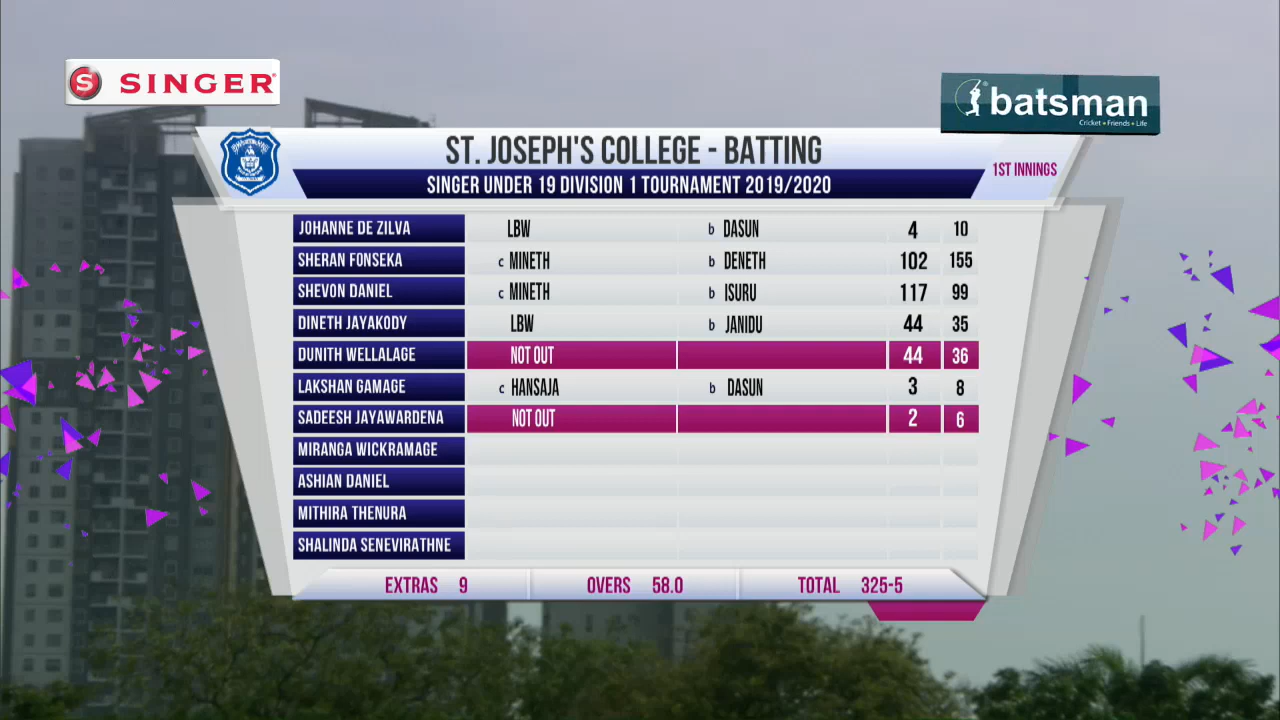 S SINGER
batsman
Cricket • Friends • Life
ST. JOSEPH'S COLLEGE - BATTING
SINGER UNDER 19 DIVISION 1 TOURNAMENT 2019/2020
1ST INNINGS
JOHANNE DE ZILVA LBW b DASUN 4 10
SHERAN FONSEKA c MINETH b DENETH 102 155
SHEVON DANIEL c MINETH b ISURU 117 99
DINETH JAYAKODY LBW b JANIDU 44 35
DUNITH WELLALAGE NOT OUT 44 36
LAKSHAN GAMAGE c HANSAJA b DASUN 3 8
SADEESH JAYAWARDENA NOT OUT 2 6
MIRANGA WICKRAMAGE
ASHIAN DANIEL
MITHIRA THENURA
SHALINDA SENEVIRATHNE
EXTRAS 9 OVERS 58.0 TOTAL 325-5